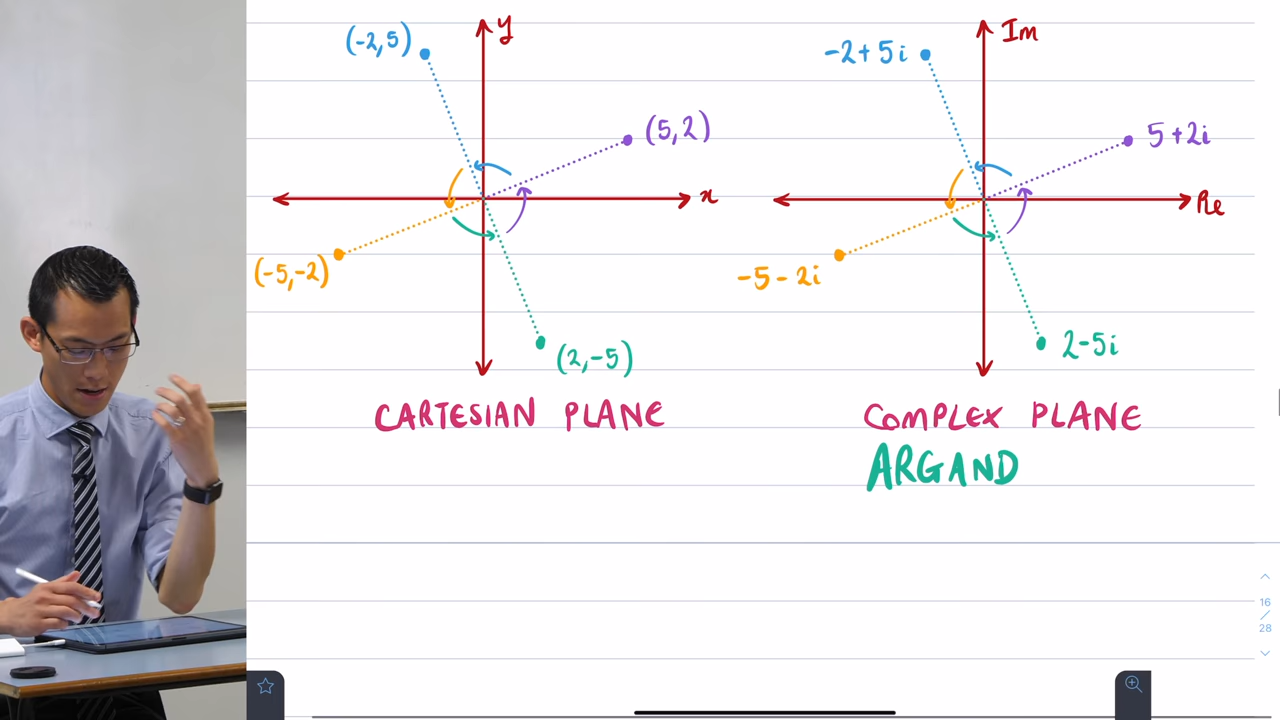 (-2,5)
y
(5,2)
x
(-5,-2)
(2,-5)
CARTESIAN PLANE
Im
-2+5i
5+2i
Re
-5-2i
2-5i
COMPLEX PLANE
ARGAND
16
/
28